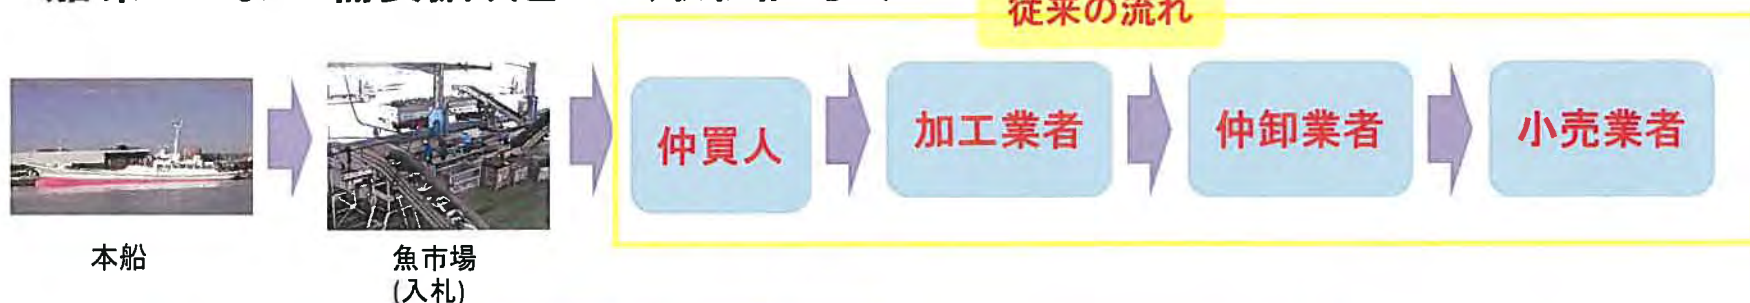 従来の流れ
仲買人
加工業者
仲卸業者
小売業者
本船
魚市場
(入札)